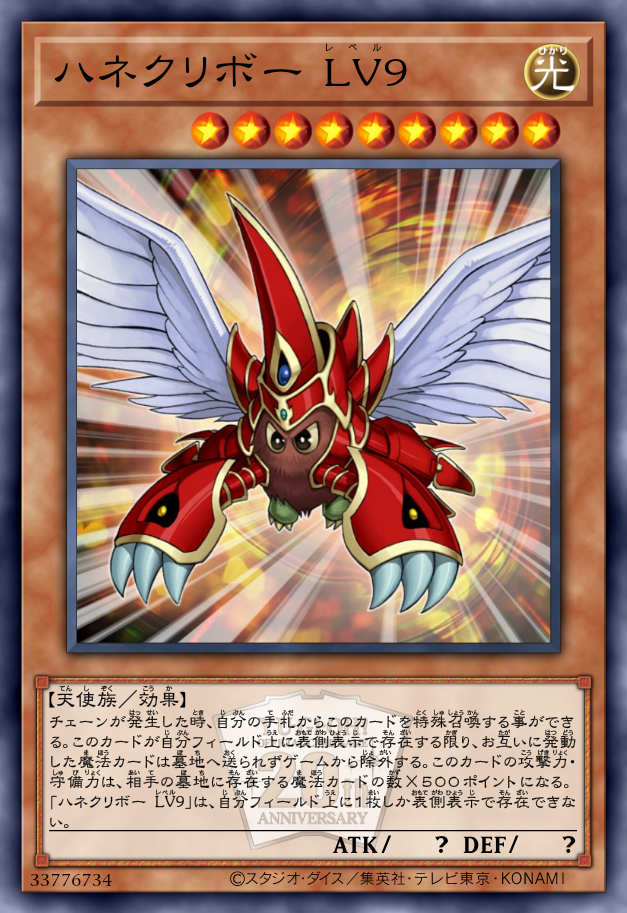 ハネクリボー LV9
レベル
光
ひかり
【天使族／効果】
チェーンが発生した時、自分の手札からこのカードを特殊召喚する事ができ
る。このカードが自分フィールド上に表側表示で存在する限り、お互いに発動
した魔法カードは墓地へ送られずゲームから除外する。このカードの攻撃力・
守備力は、相手の墓地に存在する魔法カードの数×５００ポイントになる。
「ハネクリボー LV9」は、自分フィールド上に1枚しか表側表示で存在できな
い。
ANNIVERSARY
ATK/ ? DEF/ ?
33776734
©スタジオ・ダイス／集英社・テレビ東京・KONAMI